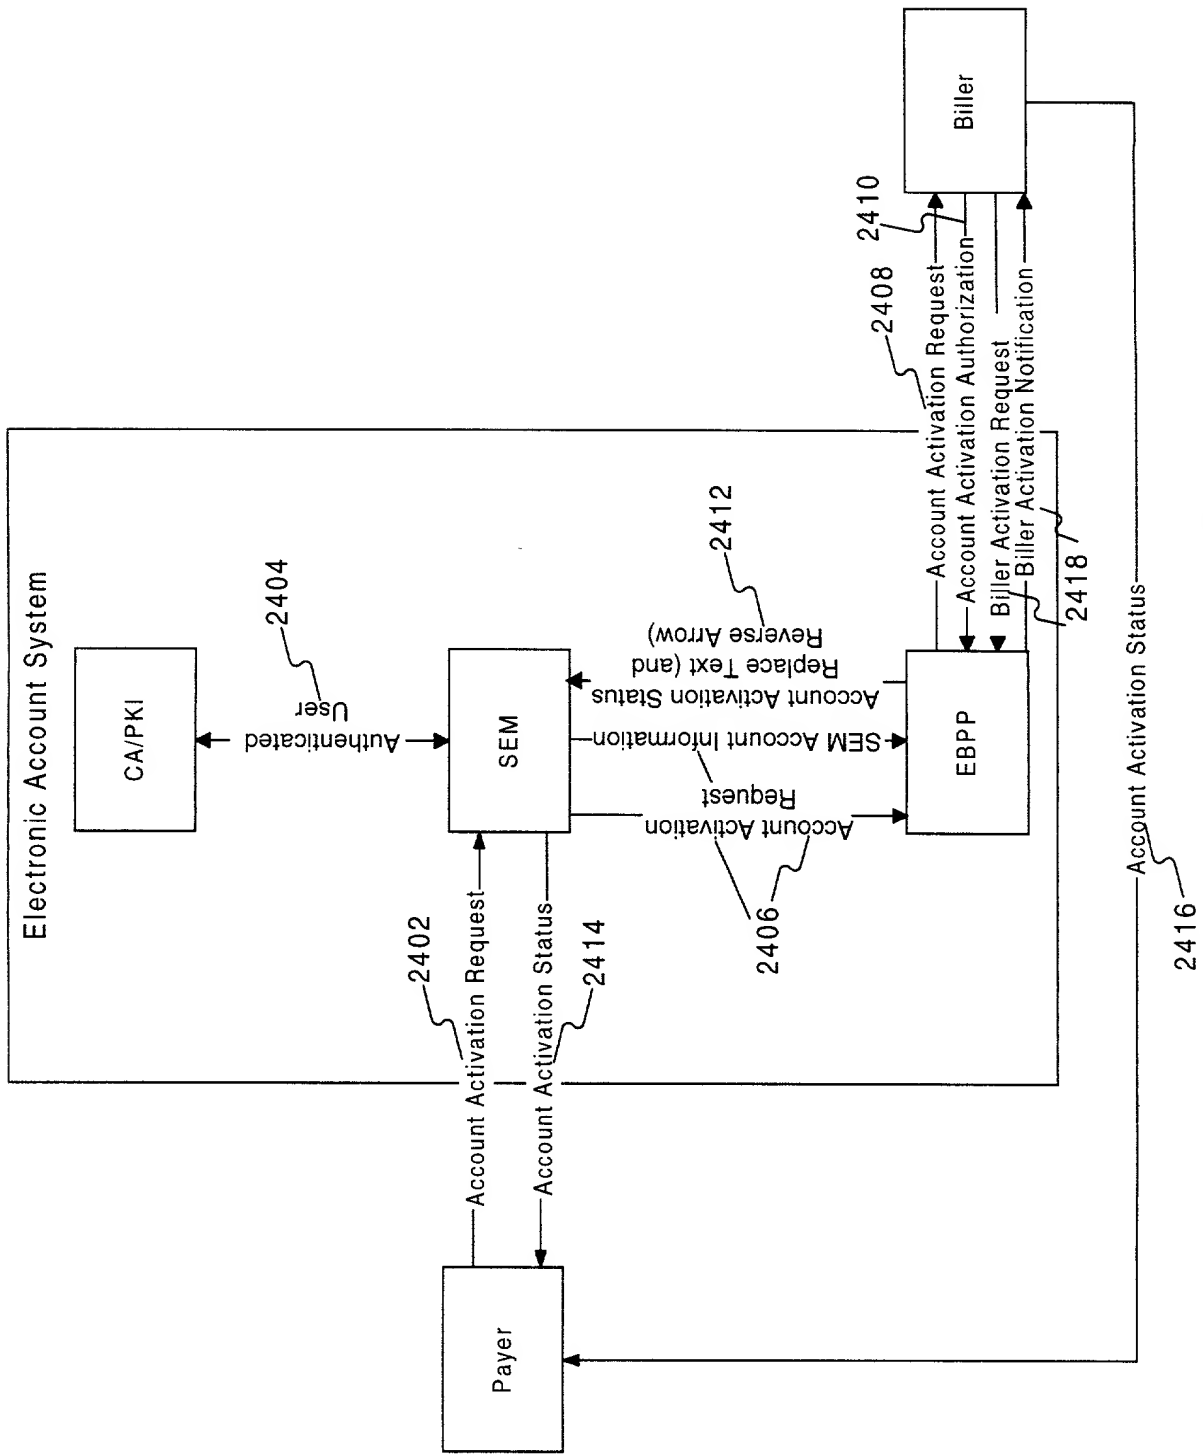 Electronic Account System
CA/PKI
2404
User
Authenticated
Payer
2402
Account Activation Request
Account Activation Status
2414
SEM
2406
Account Activation
Request
SEM Account Information
Account Activation Status
Replace Text (and
Reverse Arrow)
2412
EBPP
2408
2410
Account Activation Request
Account Activation Authorization
Biller Activation Request
Biller Activation Notification
2418
Biller
Account Activation Status
2416